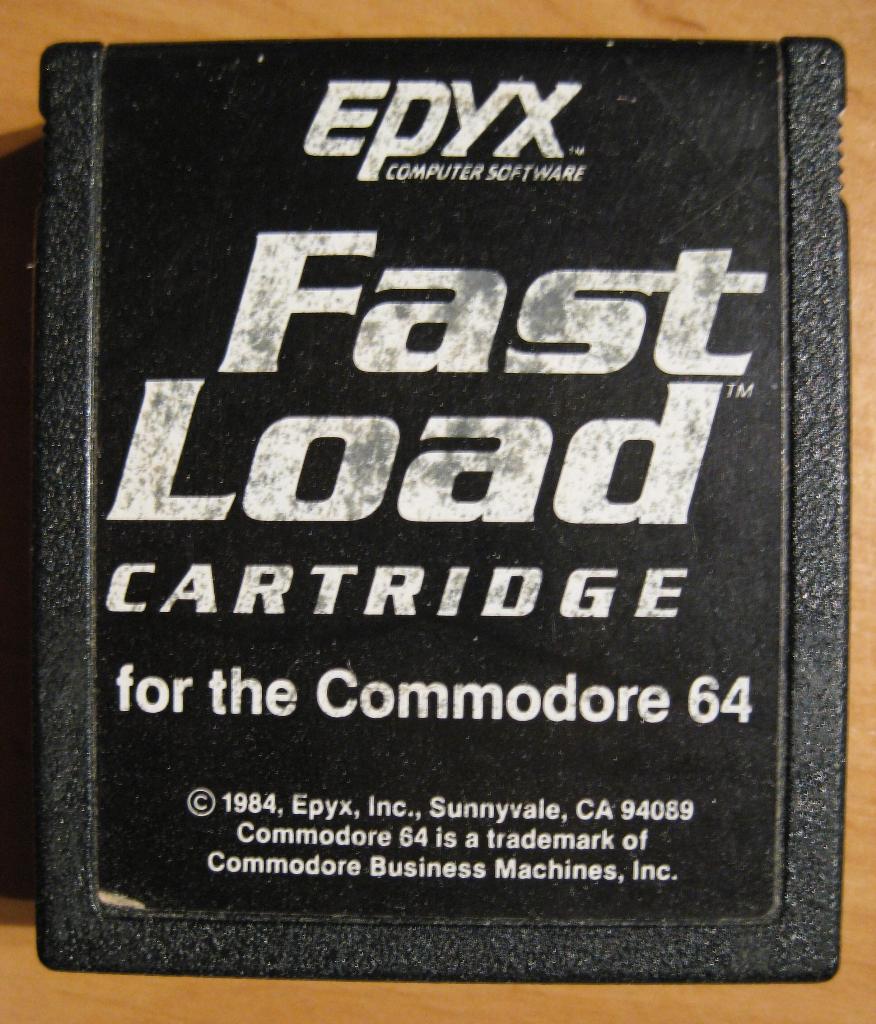 EPYX™
COMPUTER SOFTWARE
Fast
Load™
CARTRIDGE
for the Commodore 64
© 1984, Epyx, Inc., Sunnyvale, CA 94089
Commodore 64 is a trademark of
Commodore Business Machines, Inc.